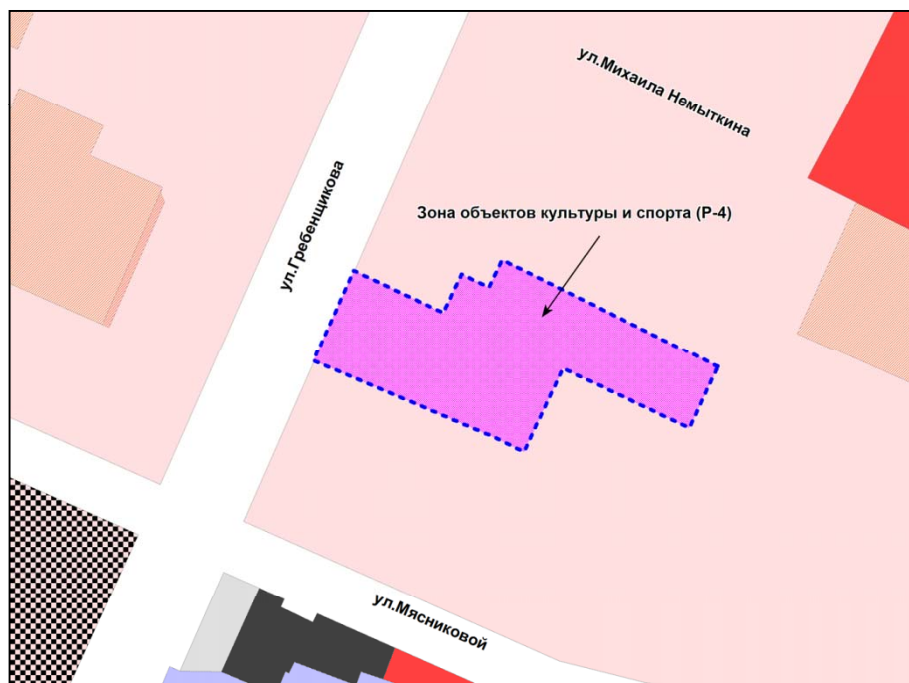 ул.Михаила Немыткина
ул.Гребенщикова
Зона объектов культуры и спорта (Р-4)
ул.Мясниковой